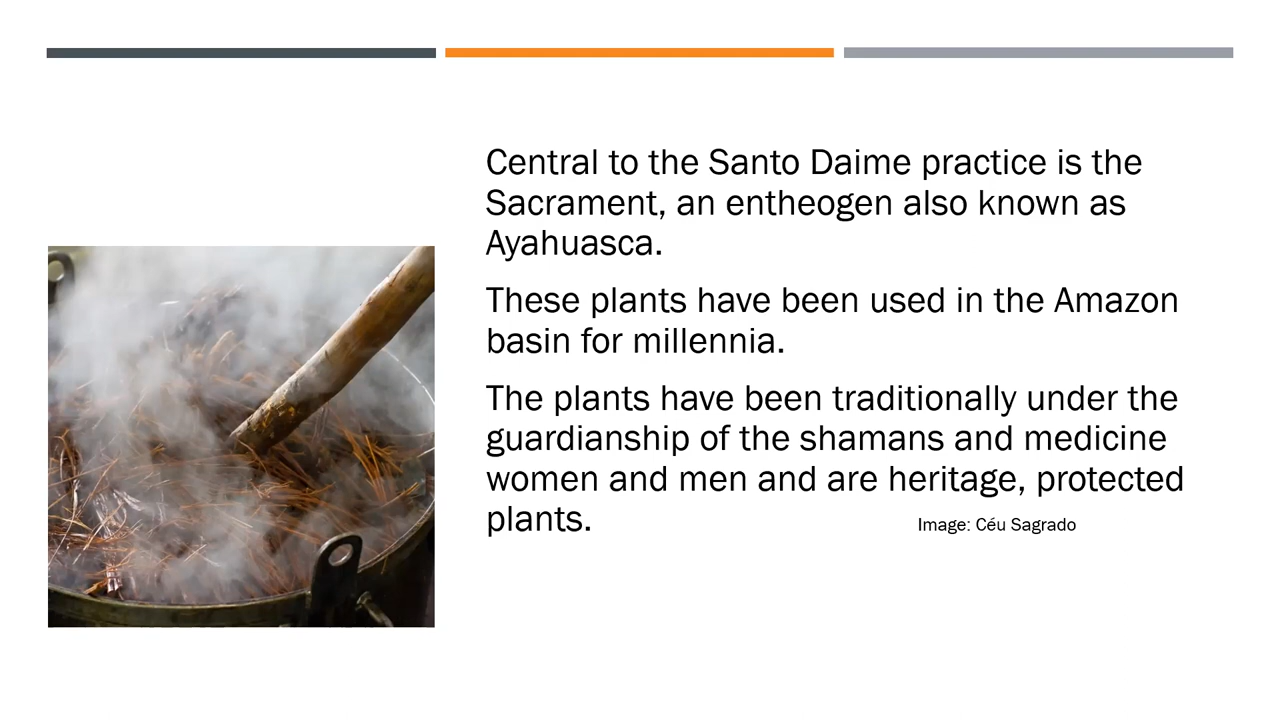 Central to the Santo Daime practice is the
Sacrament, an entheogen also known as
Ayahuasca.
These plants have been used in the Amazon
basin for millennia.
The plants have been traditionally under the
guardianship of the shamans and medicine
women and men and are heritage, protected
plants.
Image: Céu Sagrado